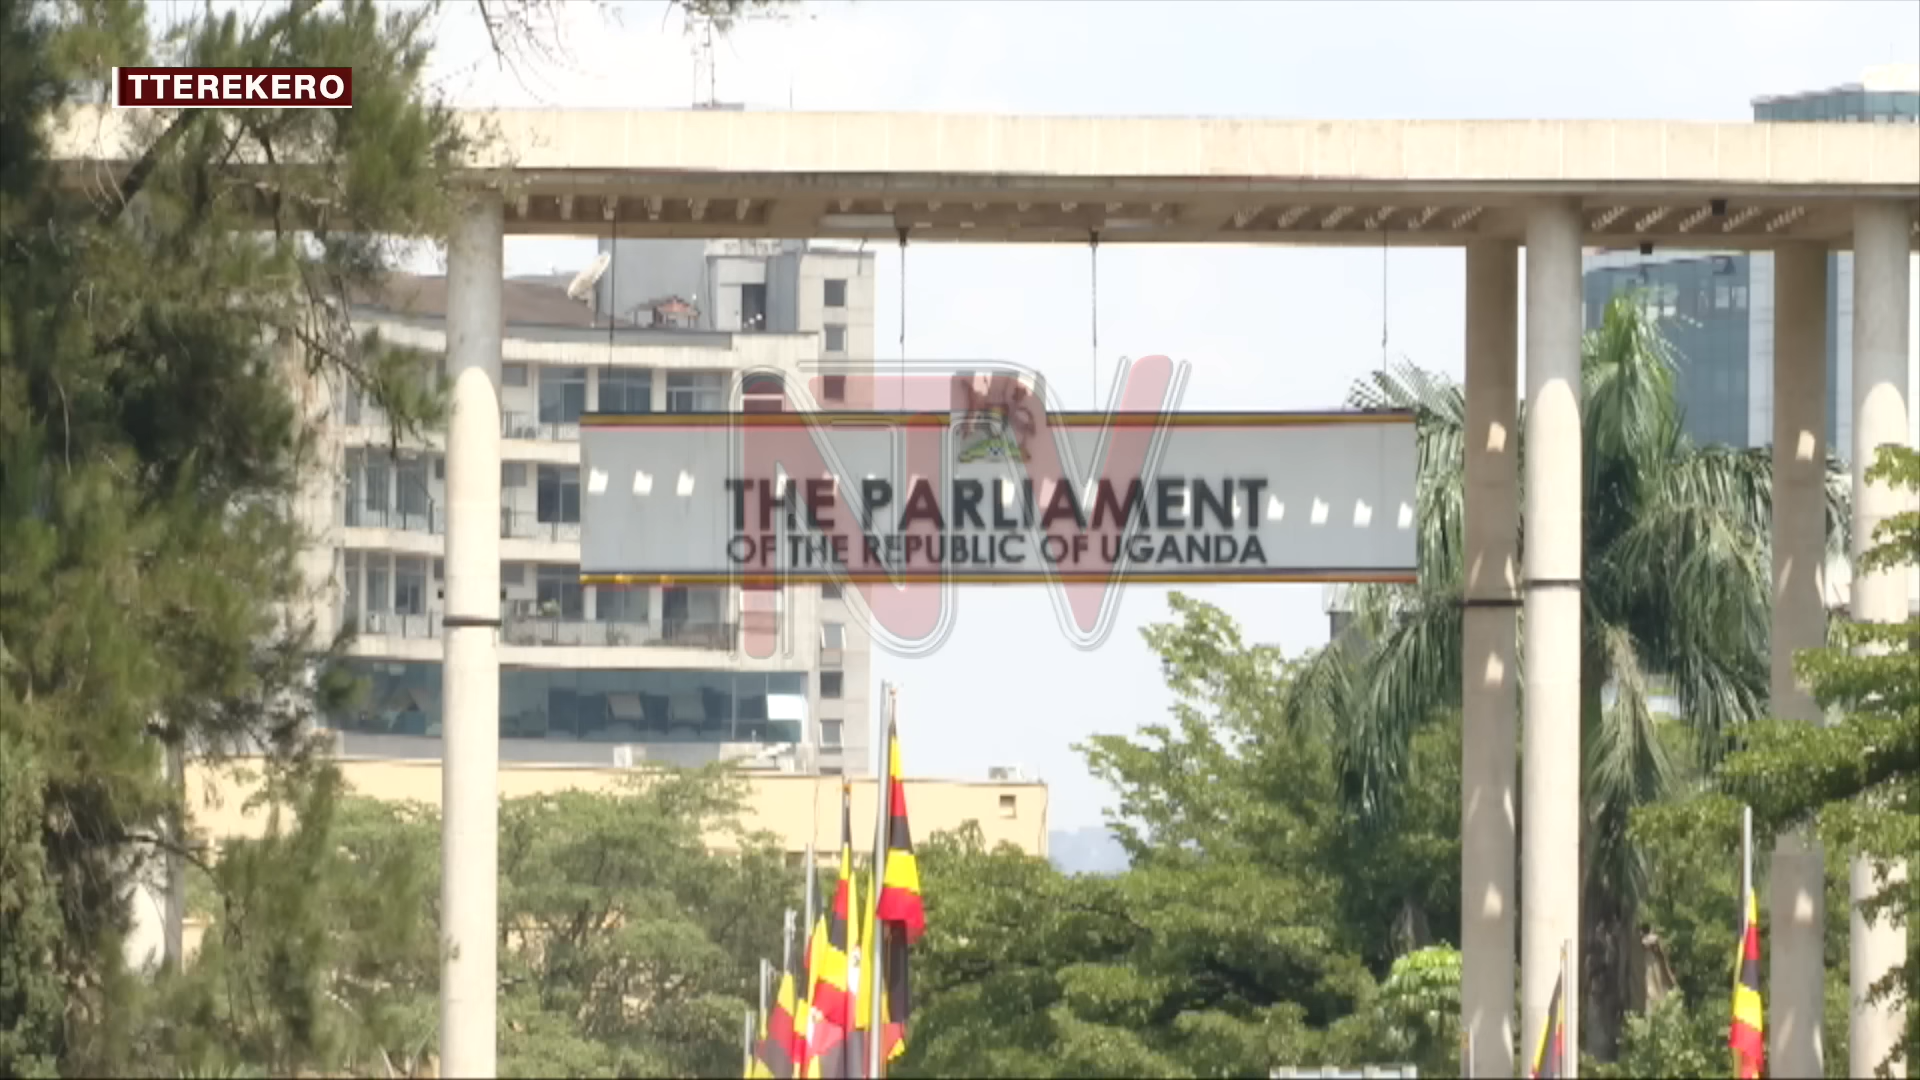 TTEREKERO
NTV
THE PARLIAMENT
OF THE REPUBLIC OF UGANDA